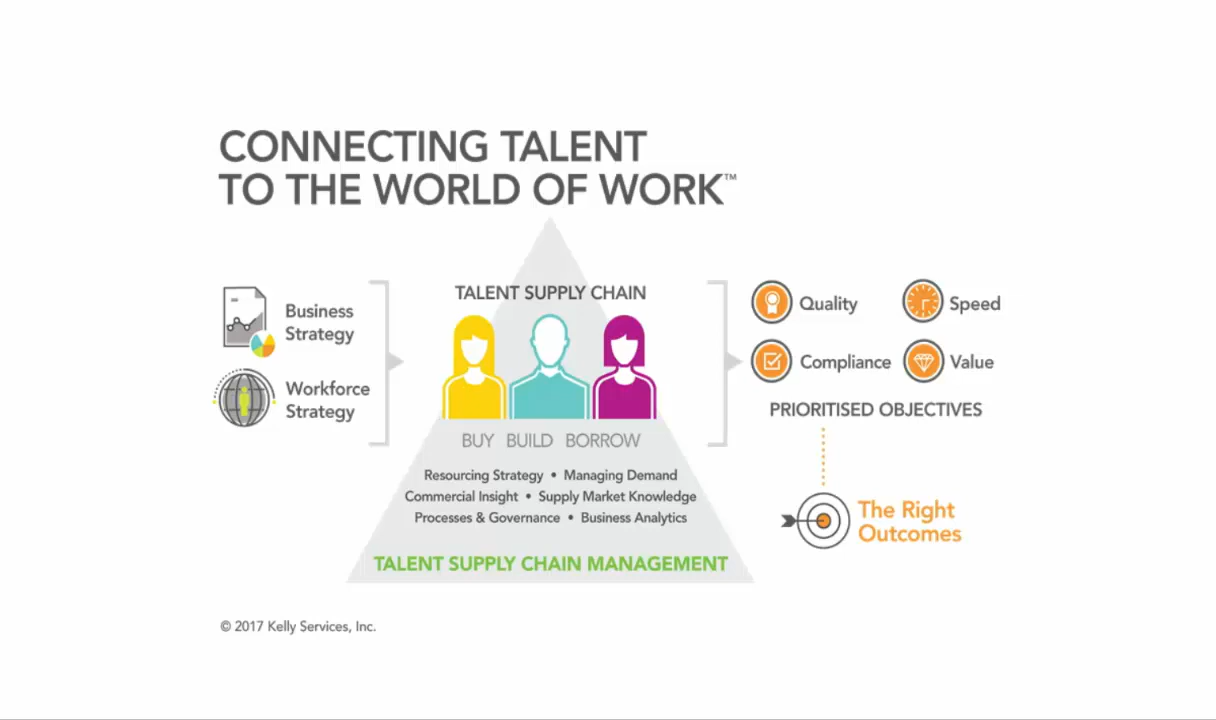 CONNECTING TALENT
TO THE WORLD OF WORK™
Business
Strategy
Workforce
Strategy
TALENT SUPPLY CHAIN
BUY BUILD BORROW
Resourcing Strategy • Managing Demand
Commercial Insight • Supply Market Knowledge
Processes & Governance • Business Analytics
TALENT SUPPLY CHAIN MANAGEMENT
Quality
Speed
Compliance
Value
PRIORITISED OBJECTIVES
The Right
Outcomes
© 2017 Kelly Services, Inc.